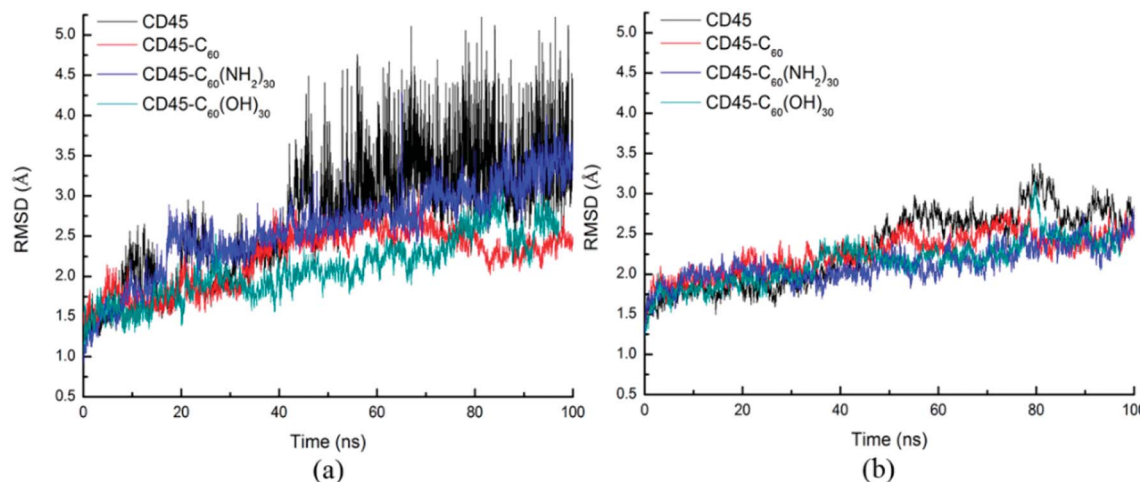 CD45
CD45-C60
CD45-C60(NH2)30
CD45-C60(OH)30
RMSD (Å)
5.0
4.5
4.0
3.5
3.0
2.5
2.0
1.5
1.0
0.5
0 20 40 60 80 100
Time (ns)
(a)
CD45
CD45-C60
CD45-C60(NH2)30
CD45-C60(OH)30
RMSD (Å)
5.0
4.5
4.0
3.5
3.0
2.5
2.0
1.5
1.0
0.5
0 20 40 60 80 100
Time (ns)
(b)